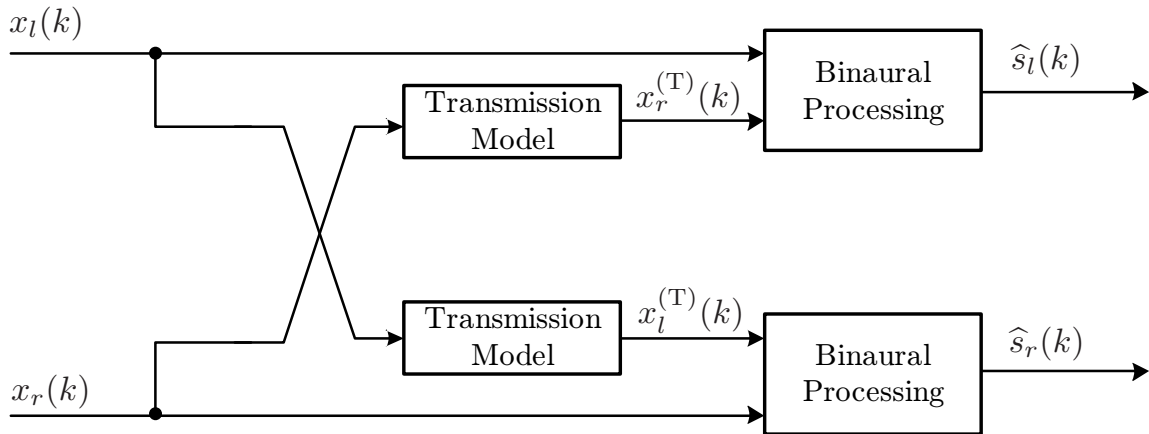 x_l(k)
Transmission
Model
x_r^{(T)}(k)
Binaural
Processing
ŝ_l(k)
Transmission
Model
x_l^{(T)}(k)
Binaural
Processing
ŝ_r(k)
x_r(k)